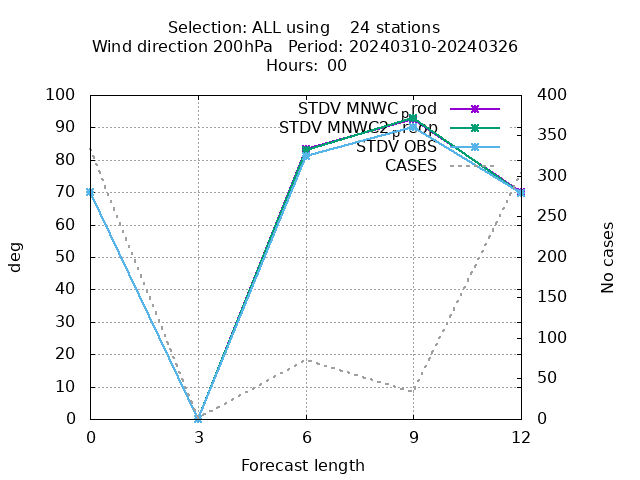 Selection: ALL using    24 stations
Wind direction 200hPa   Period: 20240310-20240326
Hours: 00
STDV MNWC_prod
STDV MNWC2_preop
STDV OBS
CASES
100
90
80
70
60
50
40
30
20
10
0
400
350
300
250
200
150
100
50
0
deg
No cases
0 3 6 9 12
Forecast length